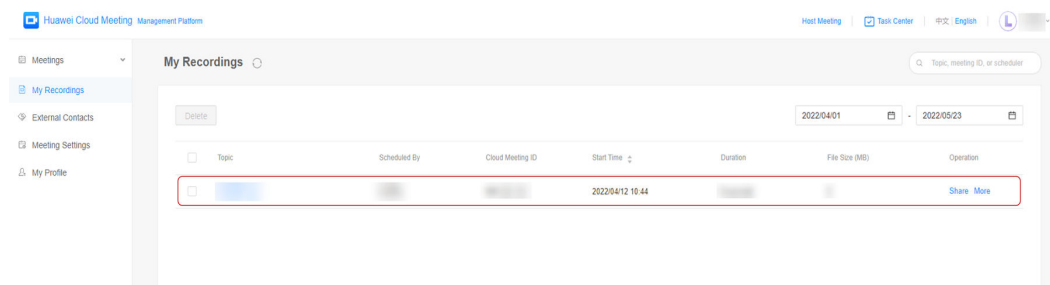 Huawei Cloud Meeting Management Platform
Host Meeting Task Center 中文 English
Meetings
My Recordings
External Contacts
Meeting Settings
My Profile
My Recordings
Topic, meeting ID, or scheduler
Delete
2022/04/01 - 2022/05/23
Topic Scheduled By Cloud Meeting ID Start Time Duration File Size (MB) Operation
2022/04/12 10:44 Share More